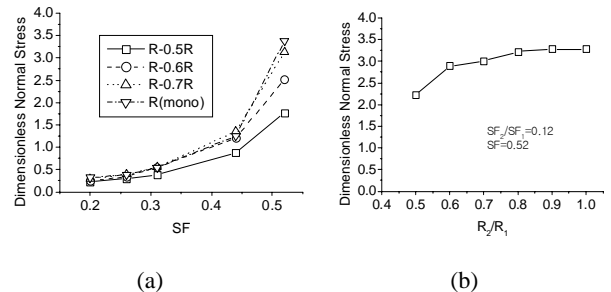 Dimensionless Normal Stress
4.0
3.5
3.0
2.5
2.0
1.5
1.0
0.5
0.0
R-0.5R
R-0.6R
R-0.7R
R(mono)
0.2 0.3 0.4 0.5
SF
(a)
Dimensionless Normal Stress
4.0
3.5
3.0
2.5
2.0
1.5
1.0
0.5
0.0
SF₂/SF₁=0.12
SF=0.52
0.4 0.5 0.6 0.7 0.8 0.9 1.0
R₂/R₁
(b)